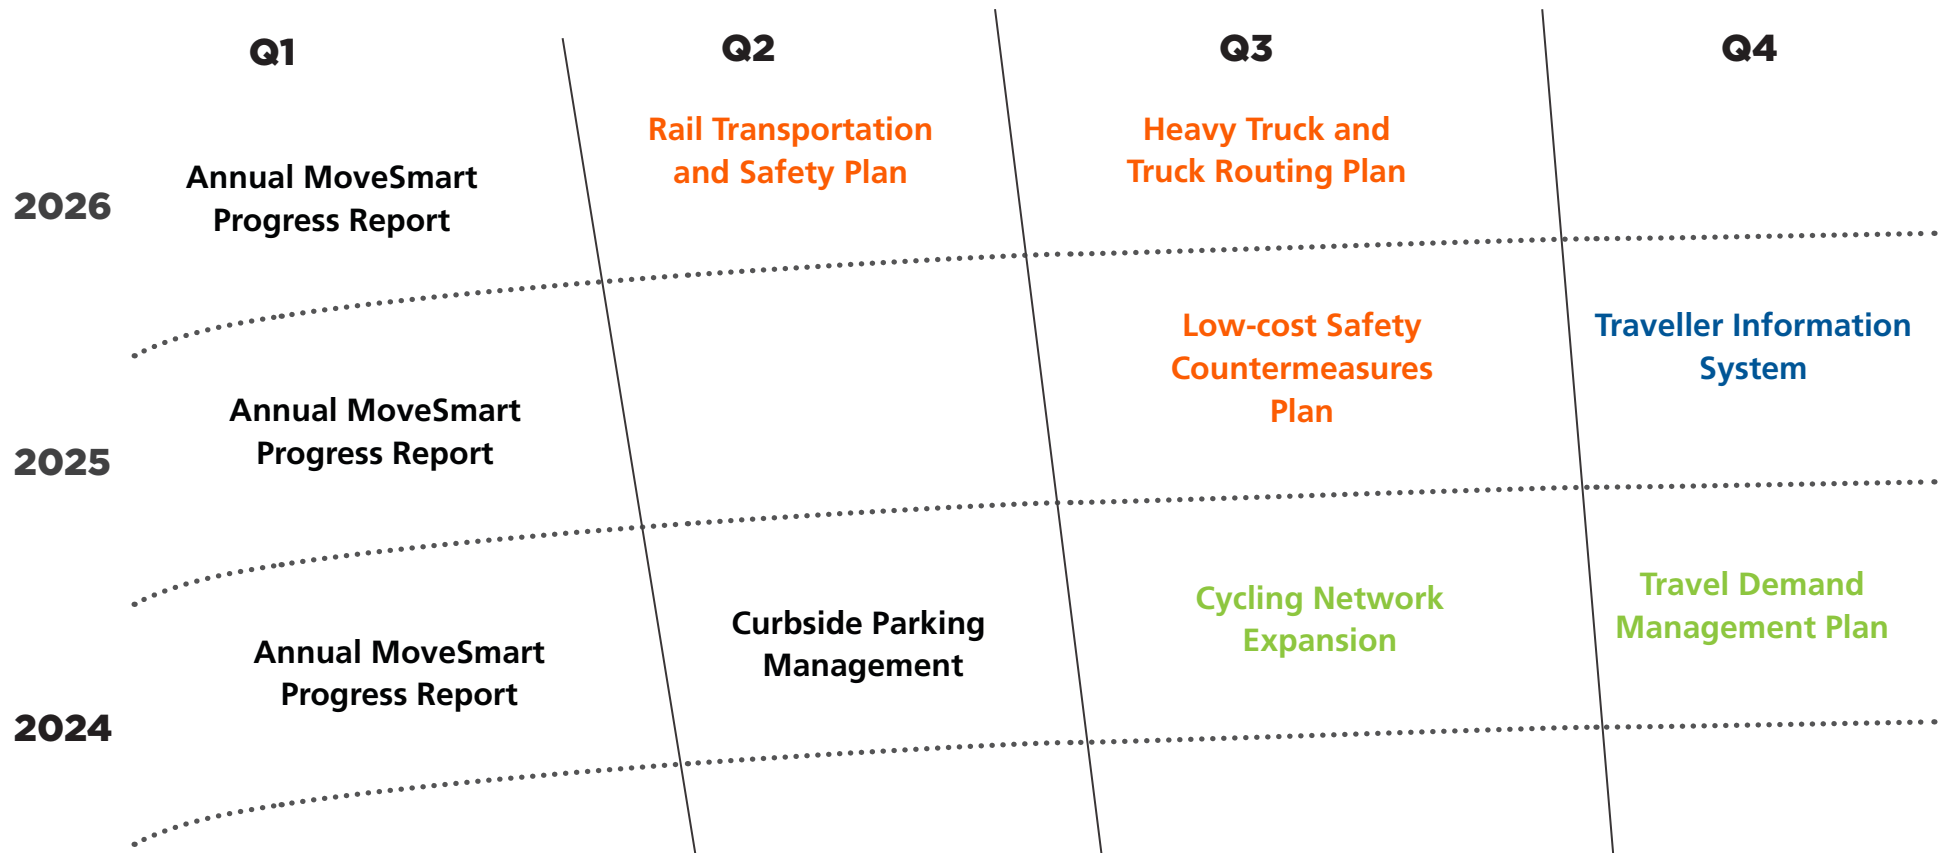 Q1
Q2
Q3
Q4
2026
Annual MoveSmart
Progress Report
Rail Transportation
and Safety Plan
Heavy Truck and
Truck Routing Plan
2025
Annual MoveSmart
Progress Report
Low-cost Safety
Countermeasures
Plan
Traveller Information
System
2024
Annual MoveSmart
Progress Report
Curbside Parking
Management
Cycling Network
Expansion
Travel Demand
Management Plan